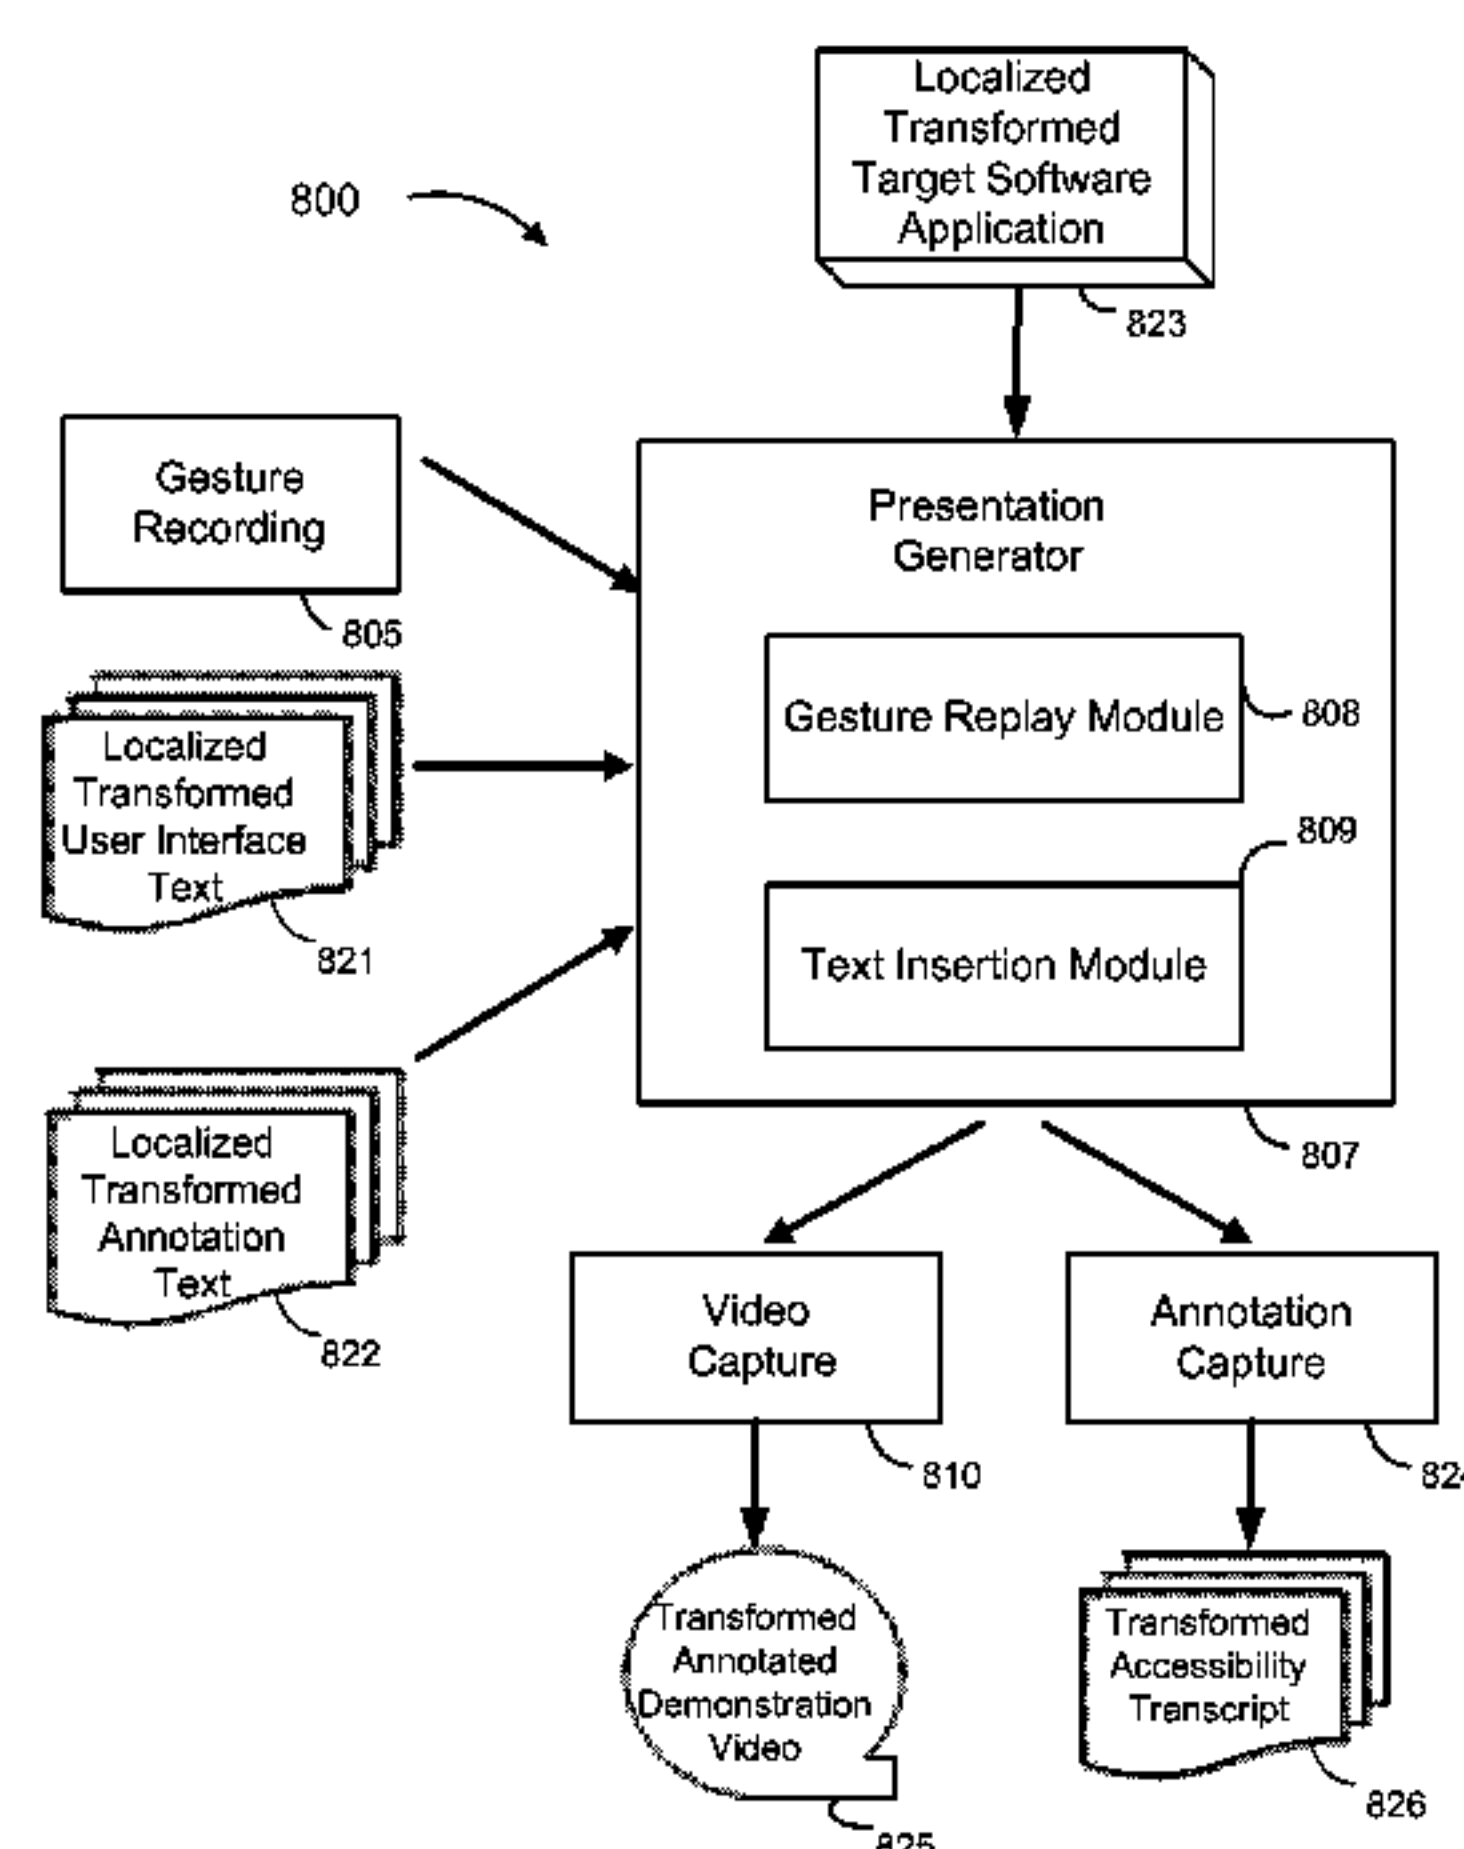 Localized
Transformed
Target Software
Application
800
823
Gesture
Recording
805
Presentation
Generator
Gesture Replay Module
808
Localized
Transformed
User Interface
Text
821
809
Text Insertion Module
807
Localized
Transformed
Annotation
Text
822
Video
Capture
810
Annotation
Capture
824
Transformed
Annotated
Demonstration
Video
825
Transformed
Accessibility
Transcript
826